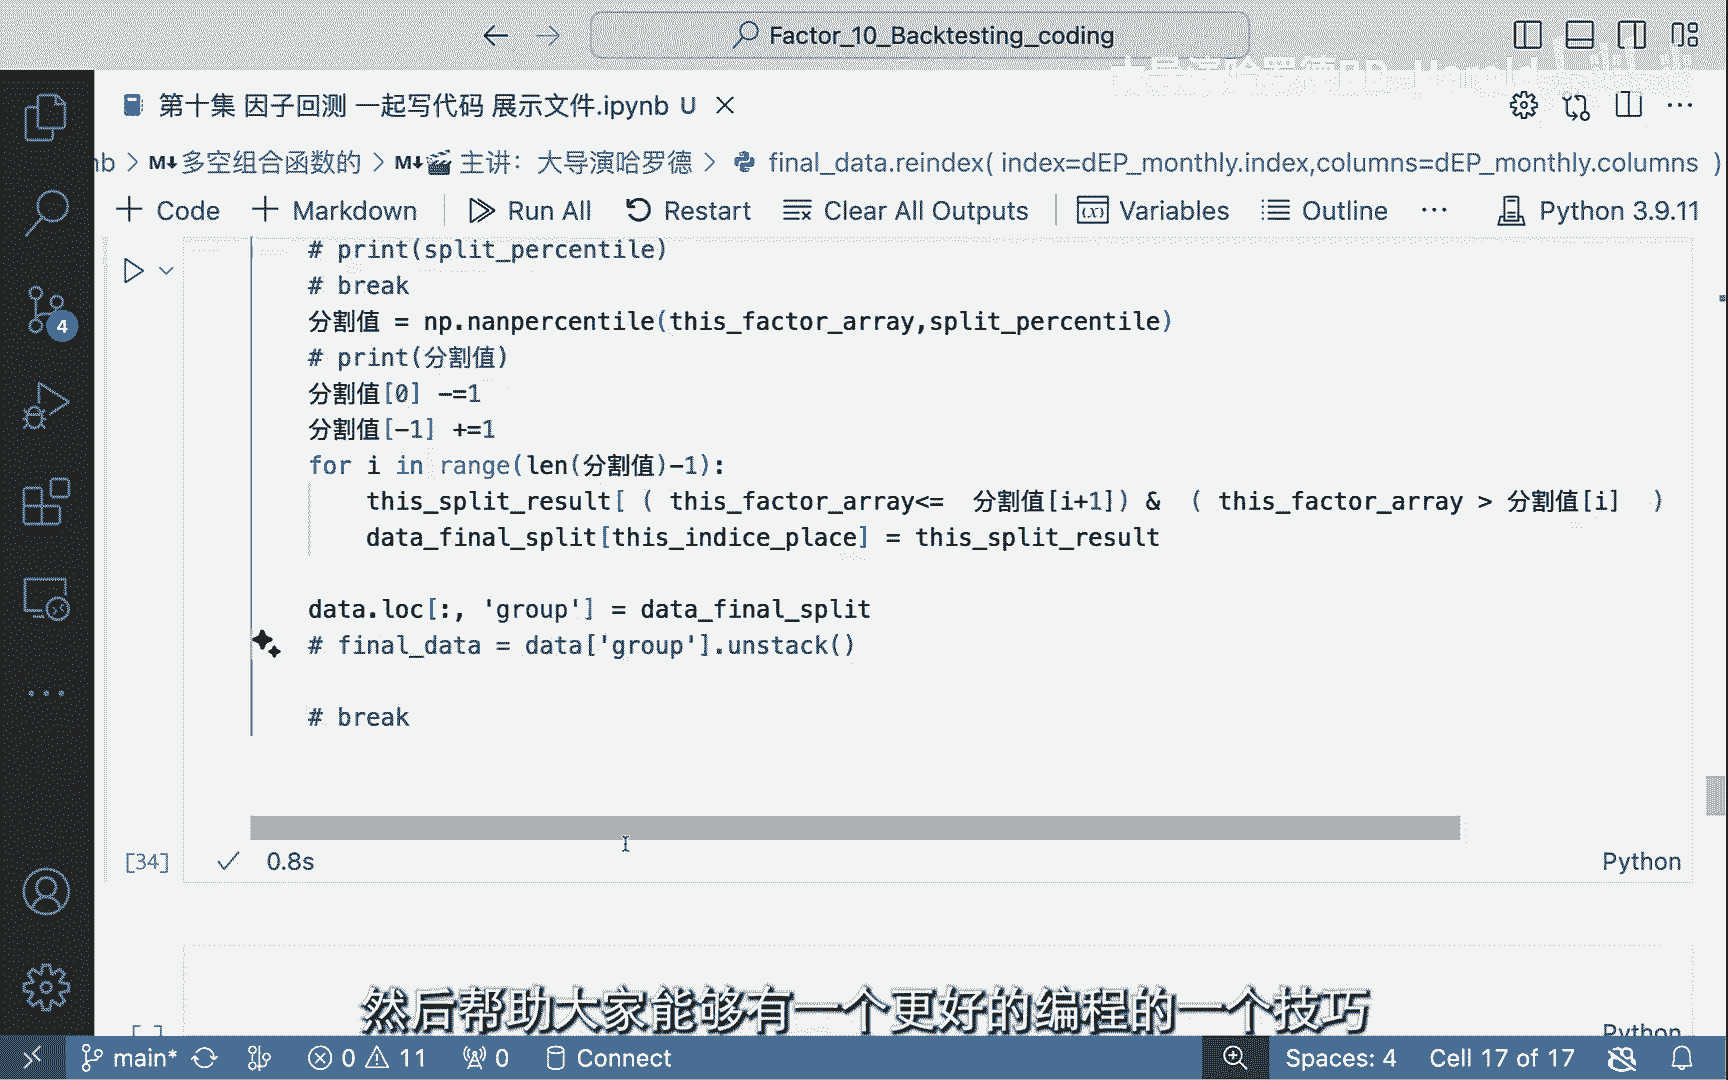 Factor_10_Backtesting_coding
第十集 因子回测 一起写代码 展示文件.ipynb U
nb > M↓多空组合函数的 > M↓🎬 主讲：大导演哈罗德 > final_data.reindex( index=dEP_monthly.index,columns=dEP_monthly.columns )
+ Code + Markdown Run All Restart Clear All Outputs Variables Outline ... Python 3.9.11
# print(split_percentile)
# break
分割值 = np.nanpercentile(this_factor_array,split_percentile)
# print(分割值)
分割值[0] -=1
分割值[-1] +=1
for i in range(len(分割值)-1):
this_split_result[ ( this_factor_array<=  分割值[i+1]) &  ( this_factor_array > 分割值[i]  )
data_final_split[this_indice_place] = this_split_result
data.loc[:, 'group'] = data_final_split
# final_data = data['group'].unstack()
# break
[34] 0.8s Python
然后帮助大家能够有一个更好的编程的一个技巧
Python
4
main* 0 11 0 Connect Spaces: 4 Cell 17 of 17